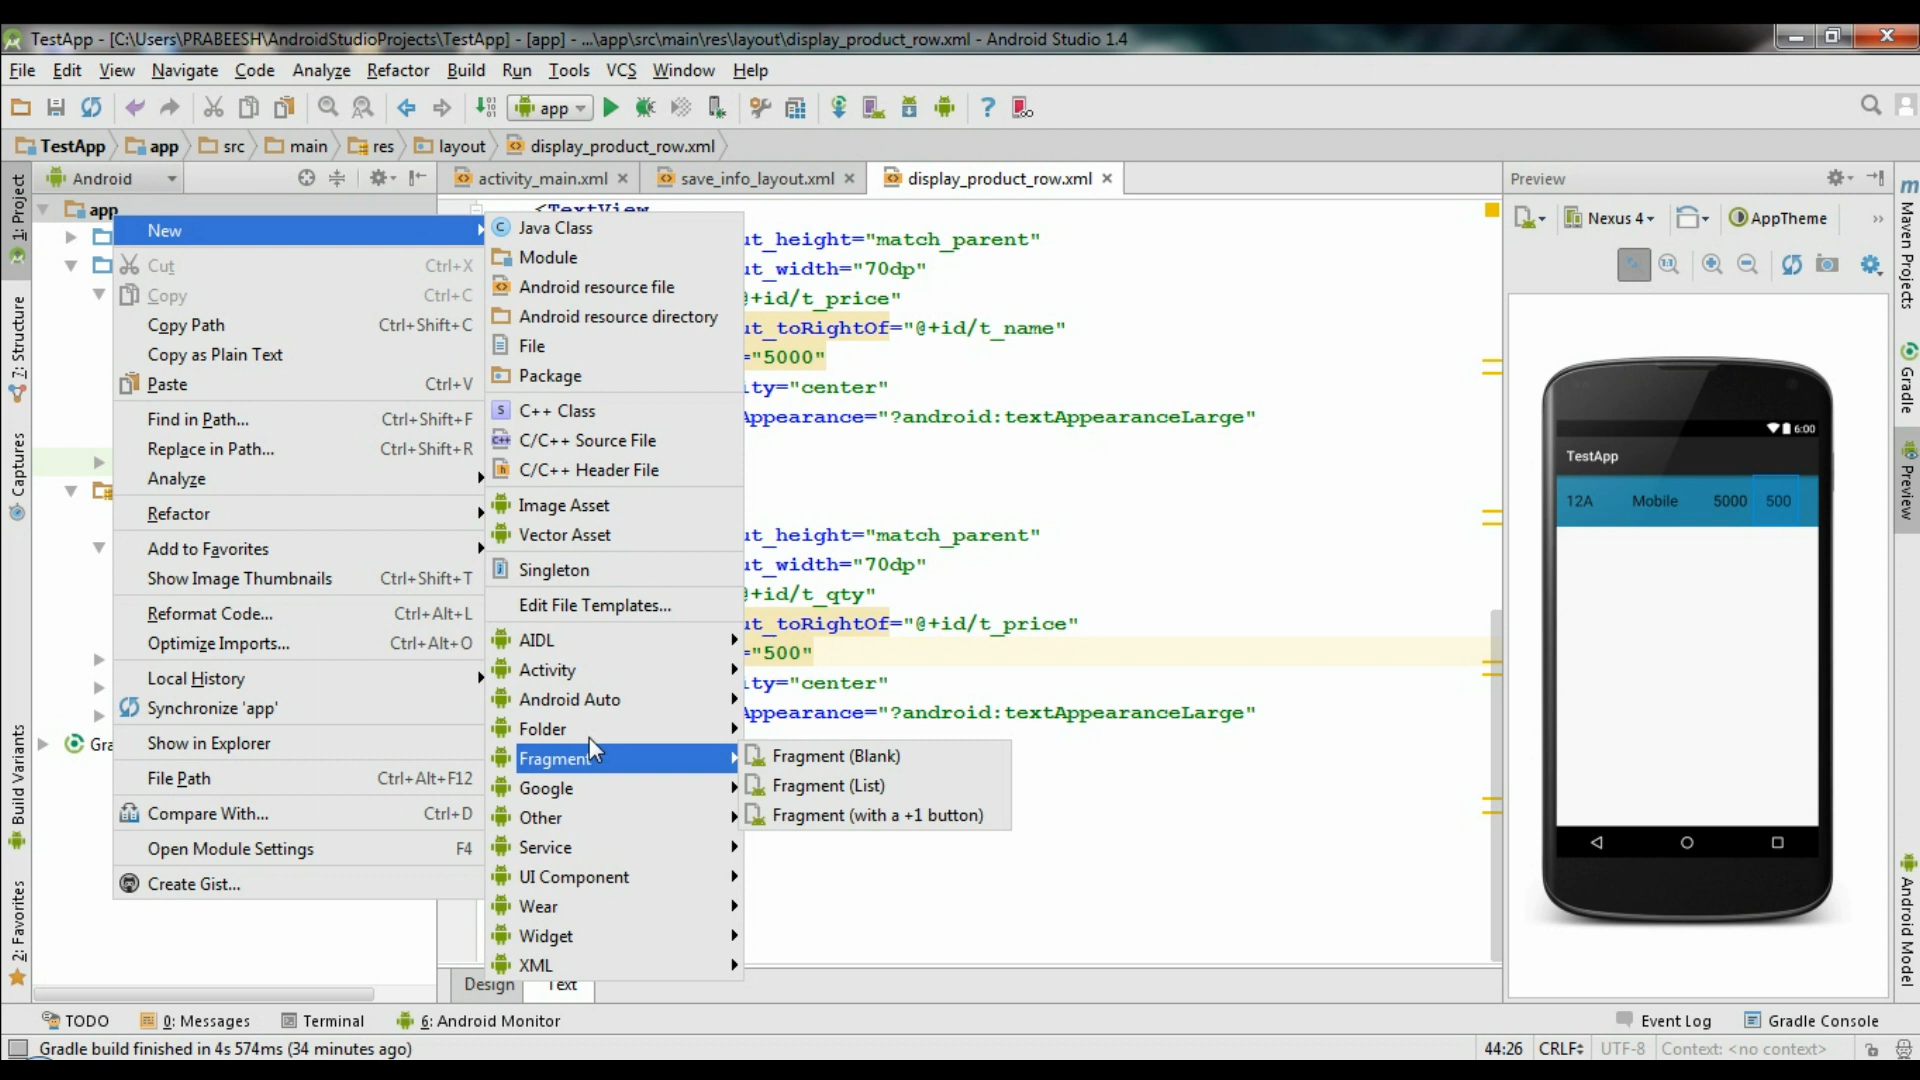 TestApp - [C:\Users\PRABEESH\AndroidStudioProjects\TestApp] - [app] - ...\app\src\main\res\layout\display_product_row.xml - Android Studio 1.4
File Edit View Navigate Code Analyze Refactor Build Run Tools VCS Window Help
app
TestApp app src main res layout display_product_row.xml
Android
activity_main.xml save_info_layout.xml display_product_row.xml
Preview
app
<TextView
Nexus 4 AppTheme
New
Cut Ctrl+X
Copy Ctrl+C
Copy Path Ctrl+Shift+C
Copy as Plain Text
Paste Ctrl+V
Find in Path... Ctrl+Shift+F
Replace in Path... Ctrl+Shift+R
Analyze
Refactor
Add to Favorites
Show Image Thumbnails Ctrl+Shift+T
Reformat Code... Ctrl+Alt+L
Optimize Imports... Ctrl+Alt+O
Local History
Synchronize 'app'
Show in Explorer
File Path Ctrl+Alt+F12
Compare With... Ctrl+D
Open Module Settings F4
Create Gist...
Gra
Java Class
Module
Android resource file
Android resource directory
File
Package
C++ Class
C/C++ Source File
C/C++ Header File
Image Asset
Vector Asset
Singleton
Edit File Templates...
AIDL
Activity
Android Auto
Folder
Fragment
Google
Other
Service
UI Component
Wear
Widget
XML
Fragment (Blank)
Fragment (List)
Fragment (with a +1 button)
ut_height="match_parent"
ut_width="70dp"
@+id/t_price"
ut_toRightOf="@+id/t_name"
="5000"
ity="center"
Appearance="?android:textAppearanceLarge"
ut_height="match_parent"
ut_width="70dp"
@+id/t_qty"
ut_toRightOf="@+id/t_price"
="500"
ity="center"
Appearance="?android:textAppearanceLarge"
6:00
TestApp
12A Mobile 5000 500
1: Project
7: Structure
Captures
Build Variants
2: Favorites
Maven Projects
Gradle
Preview
Android Model
Design Text
TODO 0: Messages Terminal 6: Android Monitor Event Log Gradle Console
Gradle build finished in 4s 574ms (34 minutes ago) 44:26 CRLF UTF-8 Context: <no context>